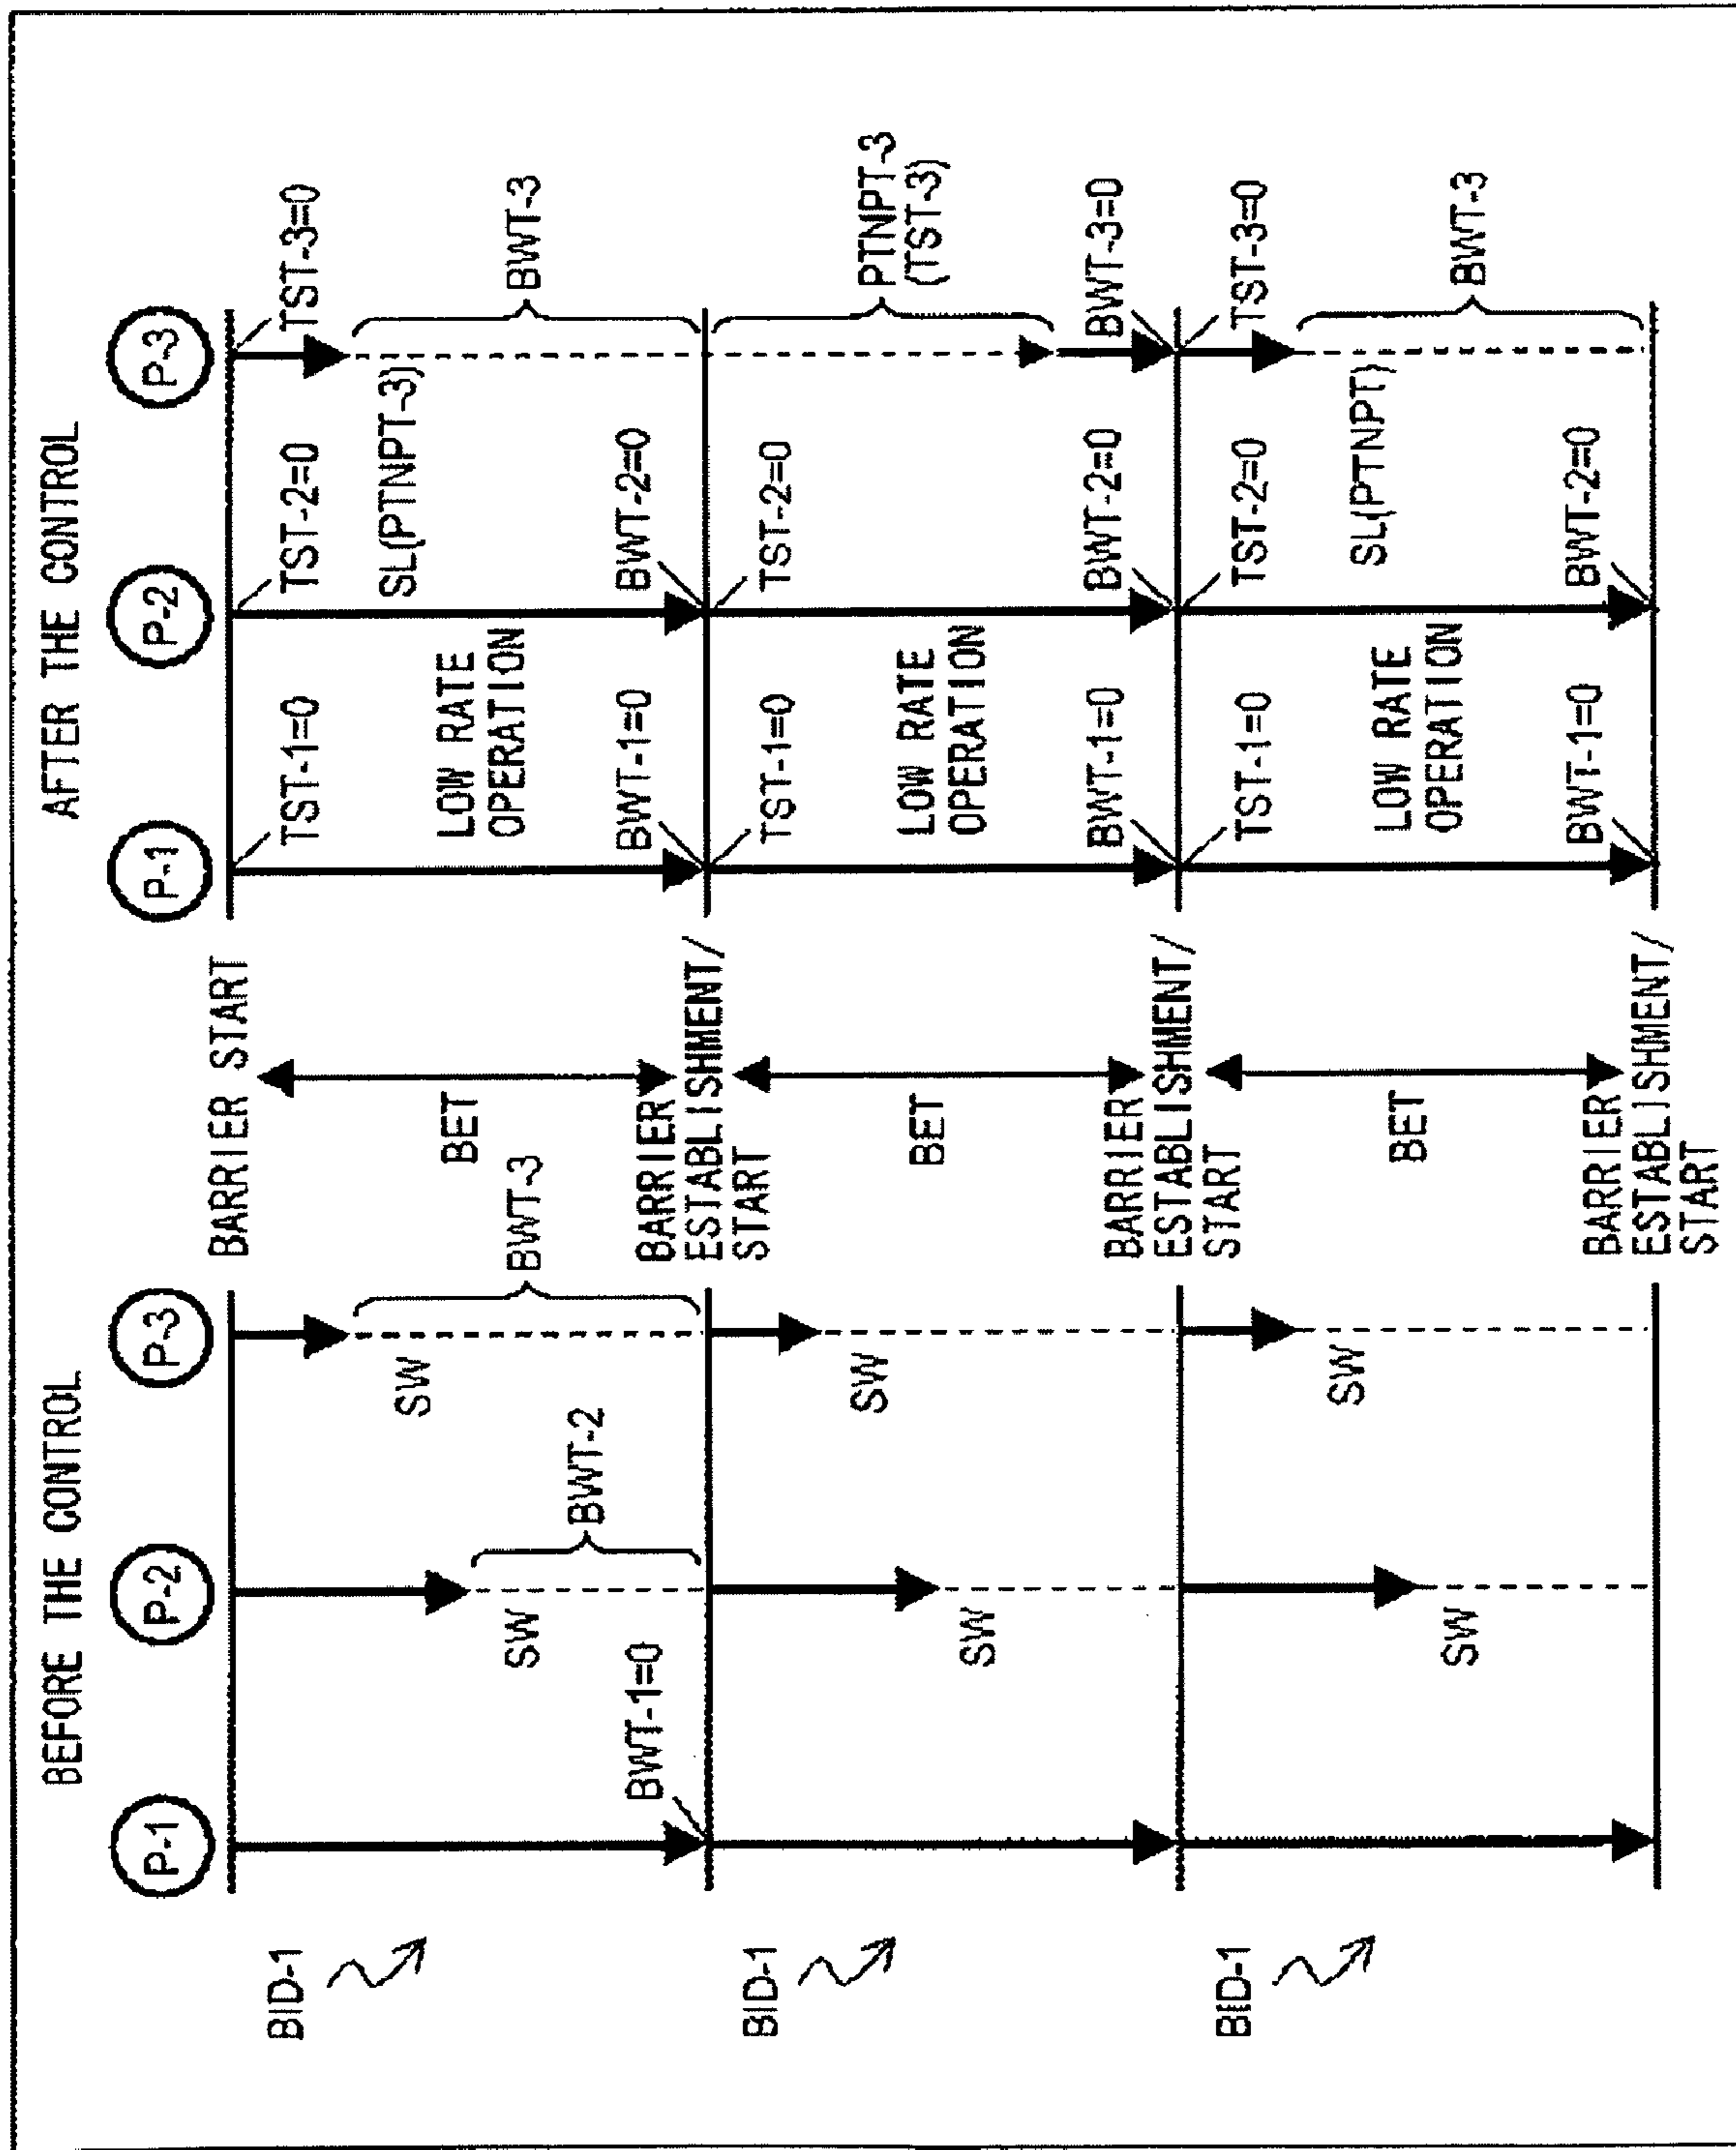 BEFORE THE CONTROL
P-1
P-2
P-3
BID-1
SW
BWT-3
SW
BWT-2
BWT-1=0
BID-1
SW
SW
BID-1
SW
SW
BARRIER START
BET
BARRIER
ESTABLISHMENT/
START
BET
BARRIER
ESTABLISHMENT/
START
BET
BARRIER
ESTABLISHMENT/
START
AFTER THE CONTROL
P-1
P-2
P-3
TST-1=0
TST-2=0
TST-3=0
SL(PTNPT-3)
BWT-3
LOW RATE
OPERATION
BWT-1=0
BWT-2=0
TST-1=0
TST-2=0
PTNPT-3
(TST-3)
LOW RATE
OPERATION
BWT-1=0
BWT-2=0
BWT-3=0
TST-1=0
TST-2=0
TST-3=0
SL(PTNPT)
BWT-3
LOW RATE
OPERATION
BWT-1=0
BWT-2=0